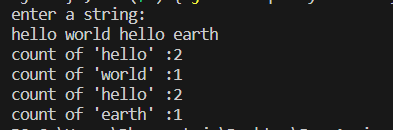 enter a string:
hello world hello earth
count of 'hello' :2
count of 'world' :1
count of 'hello' :2
count of 'earth' :1